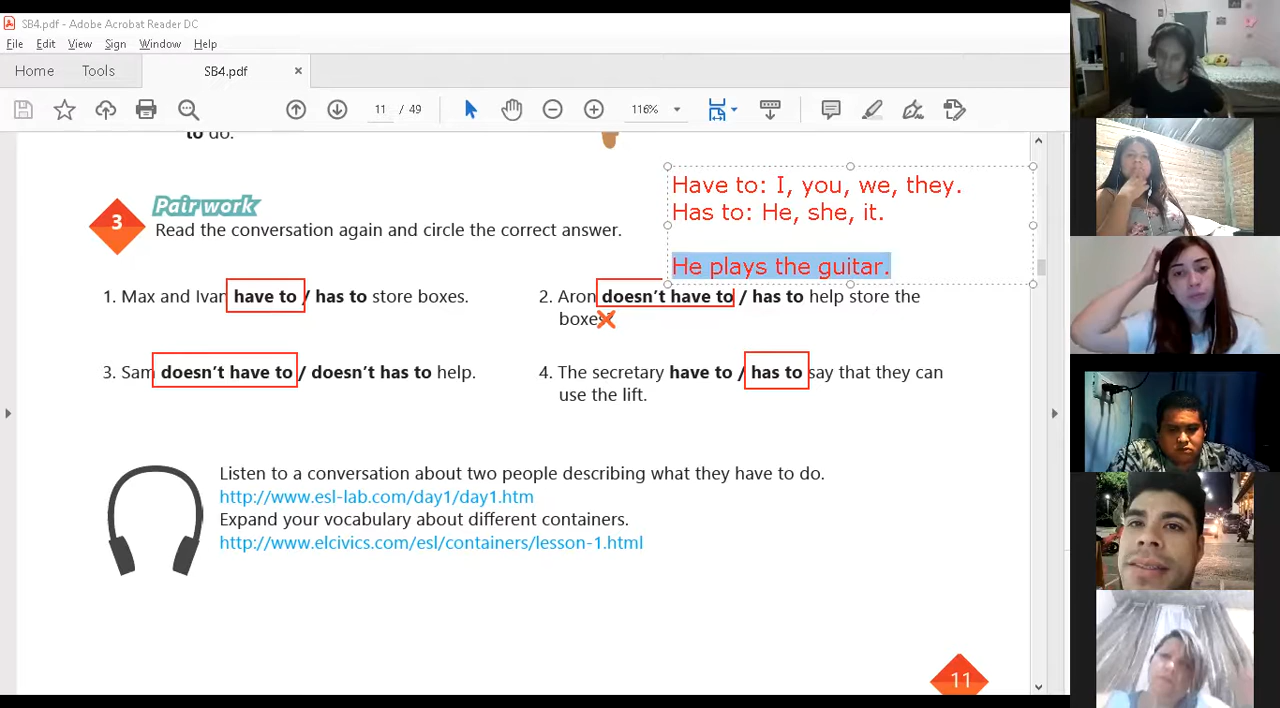 SB4.pdf - Adobe Acrobat Reader DC
File Edit View Sign Window Help
Home Tools SB4.pdf ×
11 / 49 116%
to do.
Have to: I, you, we, they.
Has to: He, she, it.
He plays the guitar.
3 Pair work
Read the conversation again and circle the correct answer.
1. Max and Ivan have to / has to store boxes.
2. Aron doesn't have to / has to help store the
boxes
3. Sam doesn't have to / doesn't has to help.
4. The secretary have to / has to say that they can
use the lift.
Listen to a conversation about two people describing what they have to do.
http://www.esl-lab.com/day1/day1.htm
Expand your vocabulary about different containers.
http://www.elcivics.com/esl/containers/lesson-1.html
11